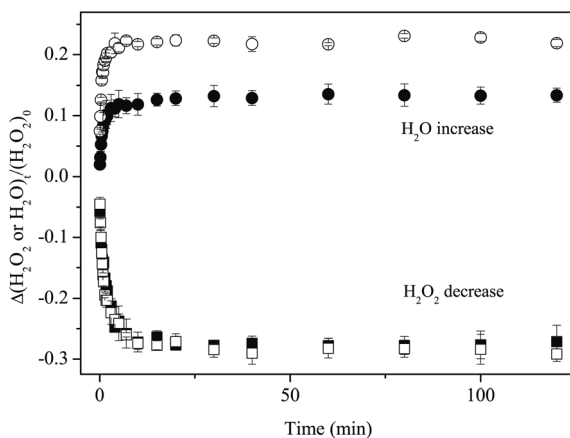 0.2
0.1
0.0
-0.1
-0.2
-0.3
Δ(H₂O₂ or H₂O)ₜ/(H₂O₂)₀
H₂O increase
H₂O₂ decrease
0 50 100
Time (min)